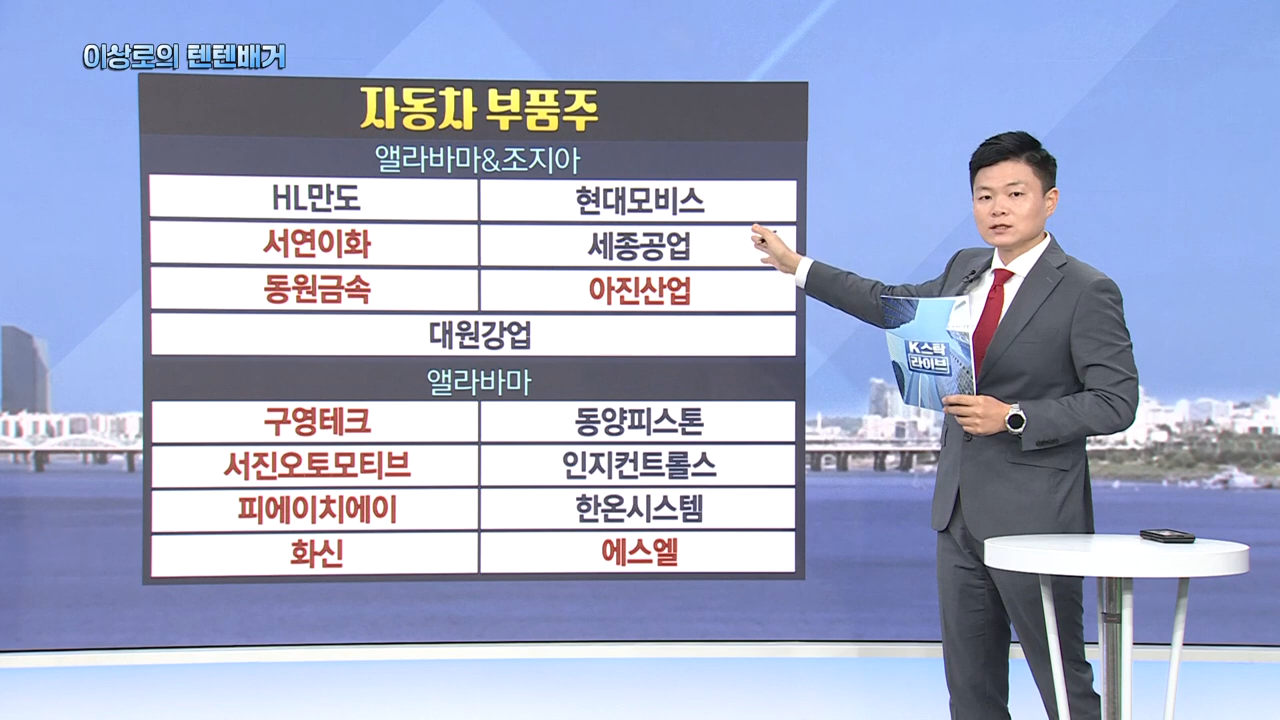 이상로의 텐텐배거
자동차 부품주
앨라바마&조지아
HL만도 현대모비스
서연이화 세종공업
동원금속 아진산업
대원강업
앨라바마
구영테크 동양피스톤
서진오토모티브 인지컨트롤스
피에이치에이 한온시스템
화신 에스엘
K스탁
라이브